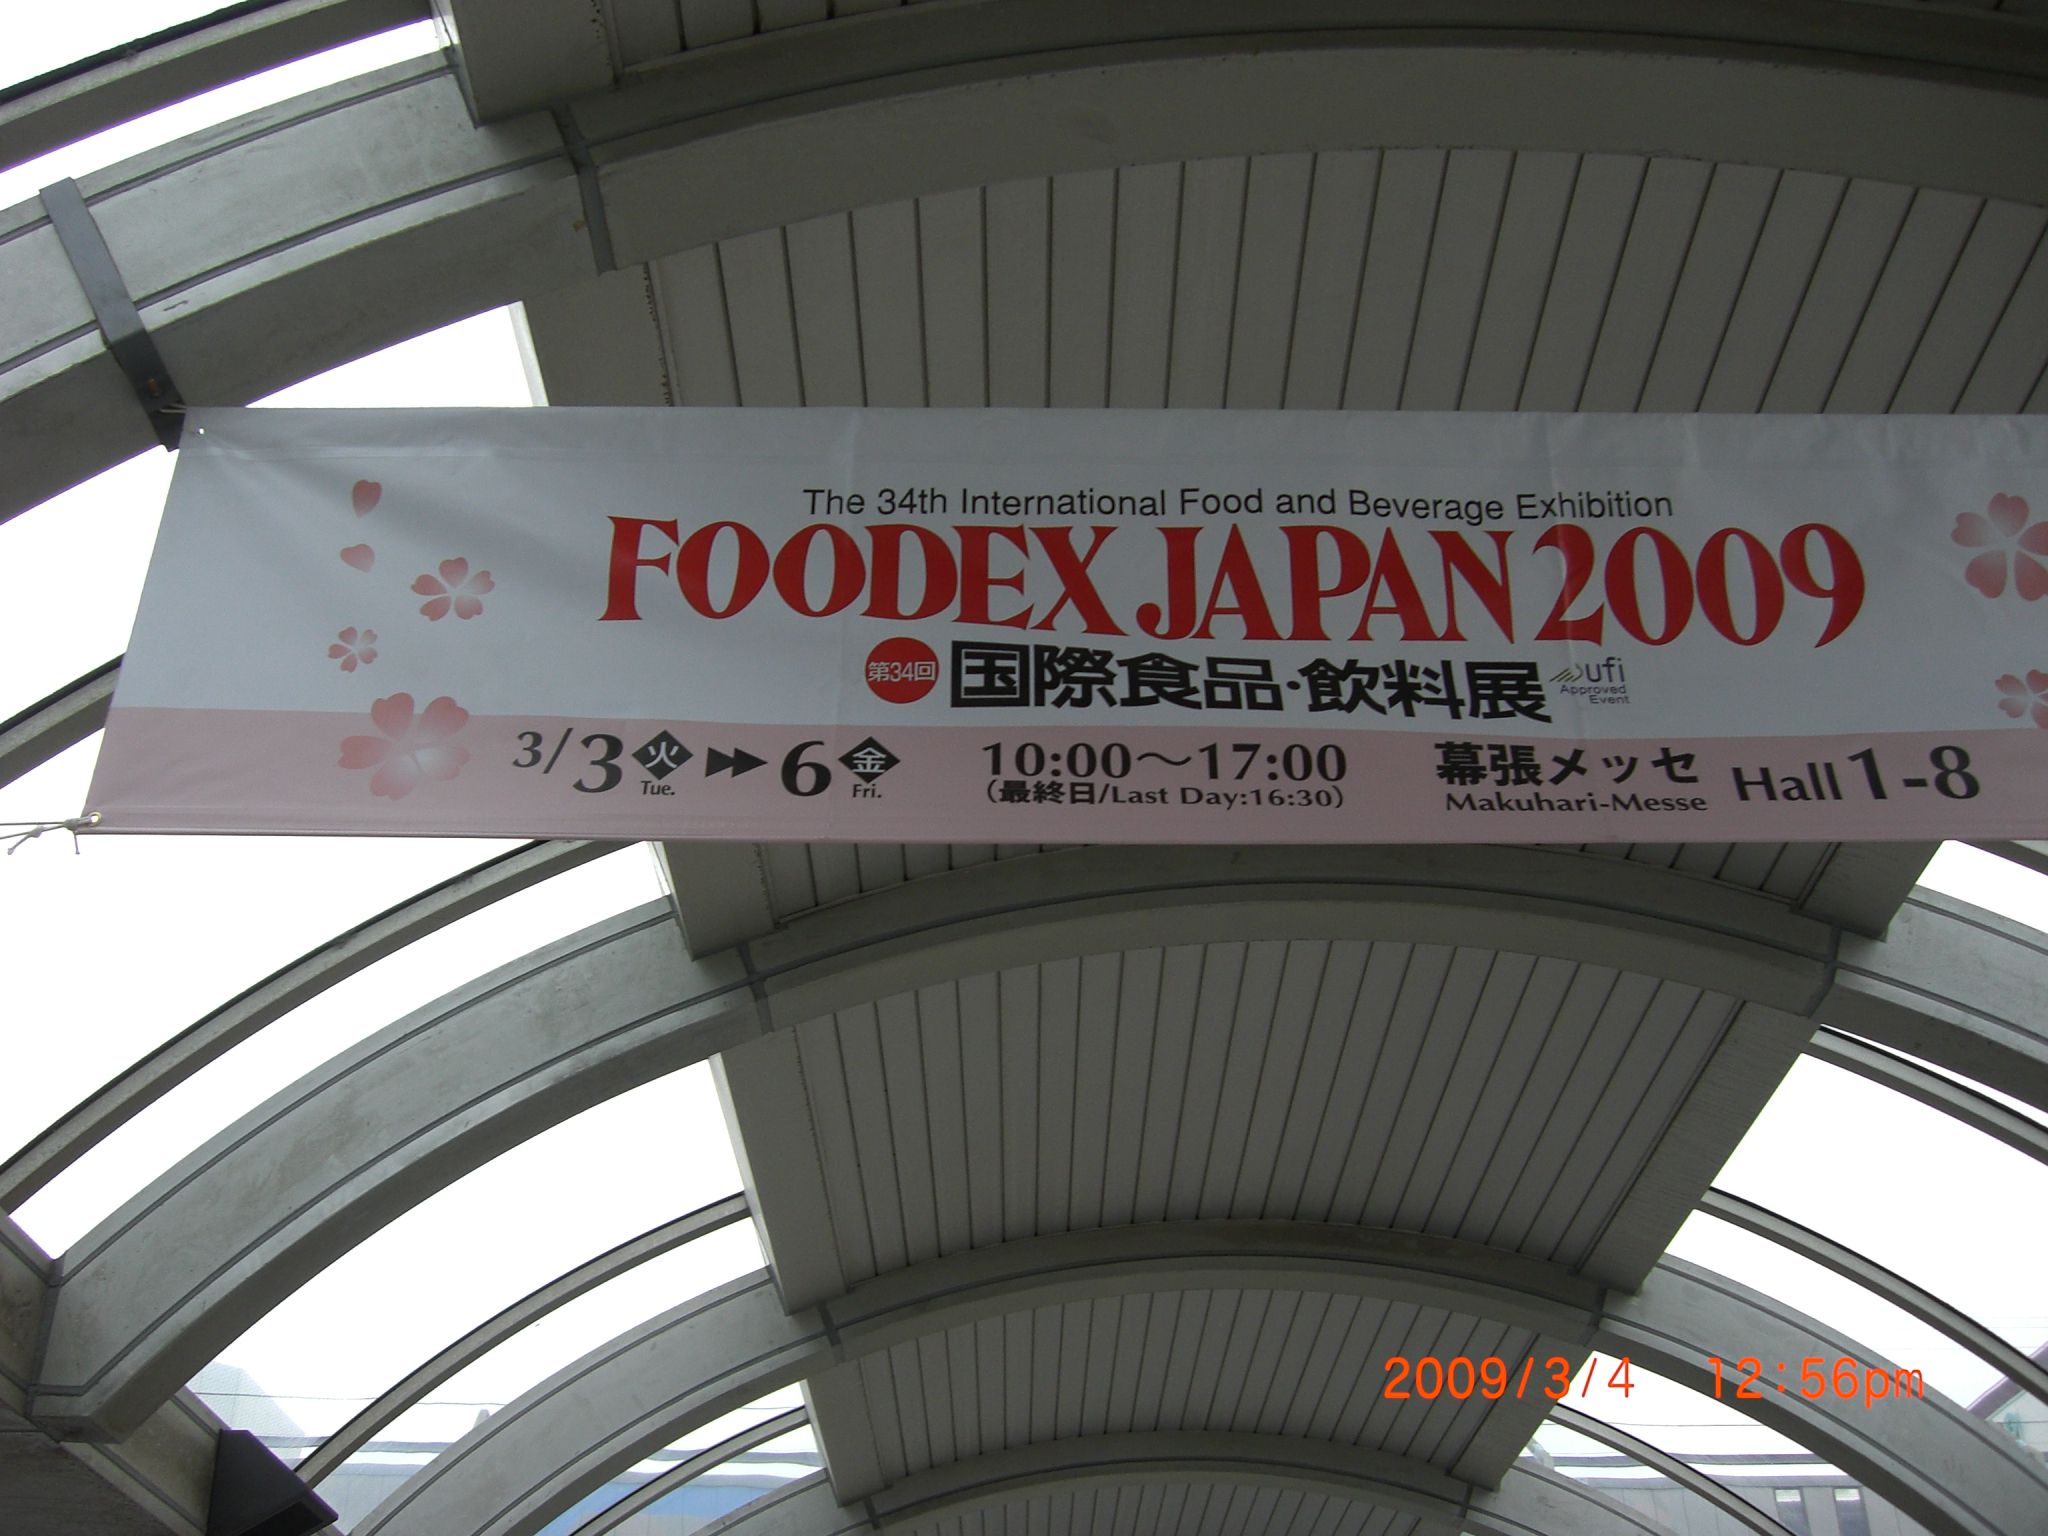 The 34th International Food and Beverage Exhibition
FOODEX JAPAN 2009
第34回 国際食品・飲料展 ufi
Approved
Event
3/3 火 6 金 10:00～17:00 幕張メッセ Hall 1-8
Tue. Fri. (最終日/Last Day:16:30) Makuhari-Messe
2009/3/4 12:56pm